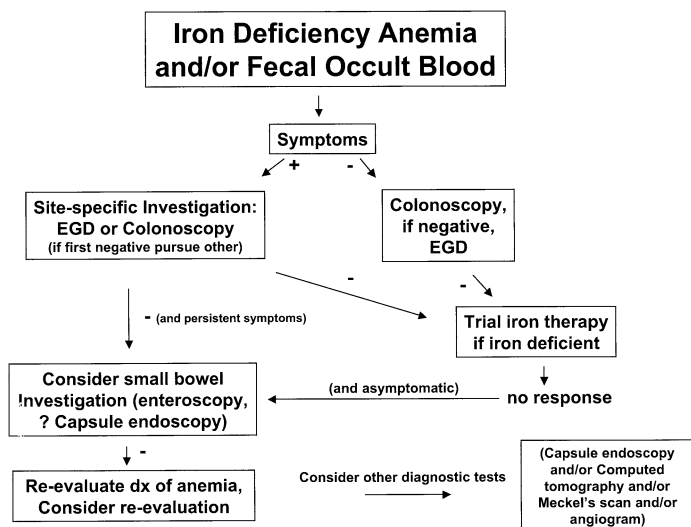 Iron Deficiency Anemia
and/or Fecal Occult Blood
Symptoms
+
-
Site-specific Investigation:
EGD or Colonoscopy
(if first negative pursue other)
Colonoscopy,
if negative,
EGD
-
-
- (and persistent symptoms)
Trial iron therapy
if iron deficient
Consider small bowel
Investigation (enteroscopy,
? Capsule endoscopy)
(and asymptomatic)
no response
-
Re-evaluate dx of anemia,
Consider re-evaluation
Consider other diagnostic tests
(Capsule endoscopy
and/or Computed
tomography and/or
Meckel's scan and/or
angiogram)